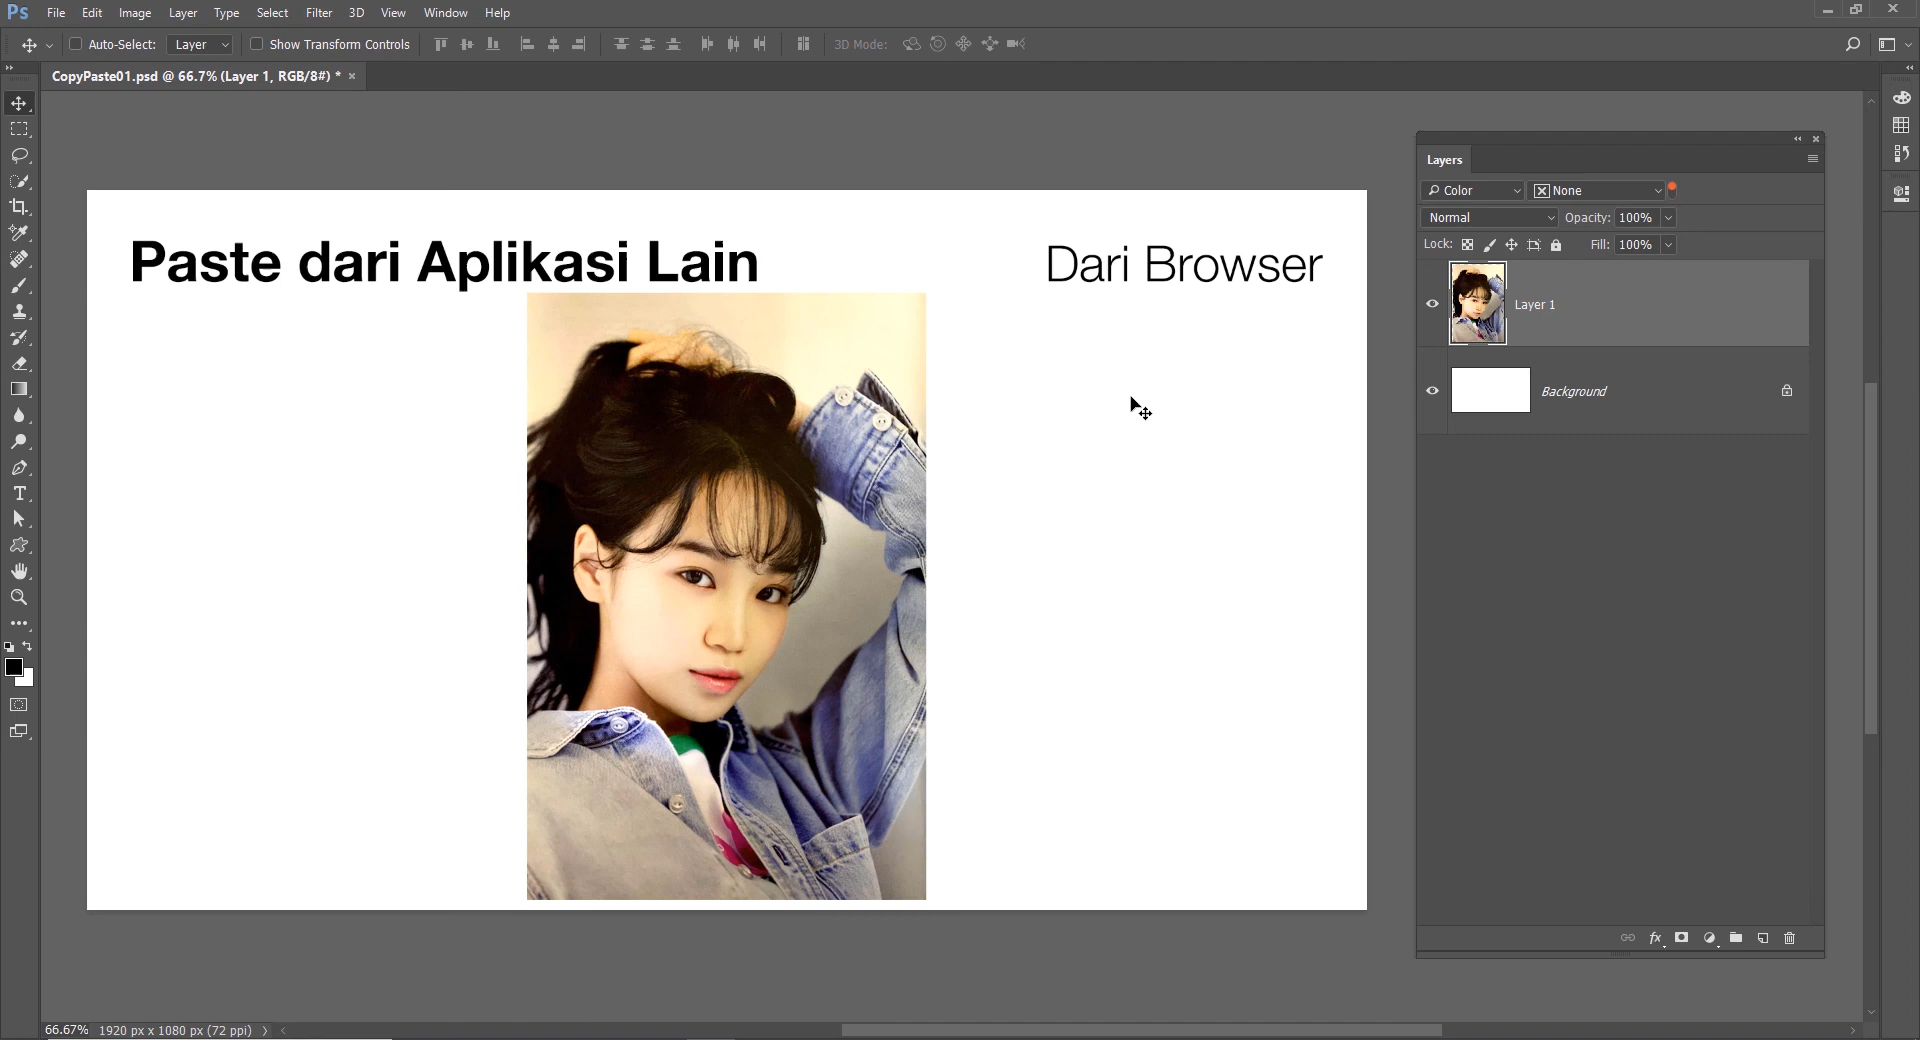 Ps File Edit Image Layer Type Select Filter 3D View Window Help
Auto-Select: Layer Show Transform Controls 3D Mode:
CopyPaste01.psd @ 66.7% (Layer 1, RGB/8#) * ×
Layers
Color None
Normal Opacity: 100%
Lock: Fill: 100%
Layer 1
Background
Paste dari Aplikasi Lain Dari Browser
fx
66.67% 1920 px x 1080 px (72 ppi)